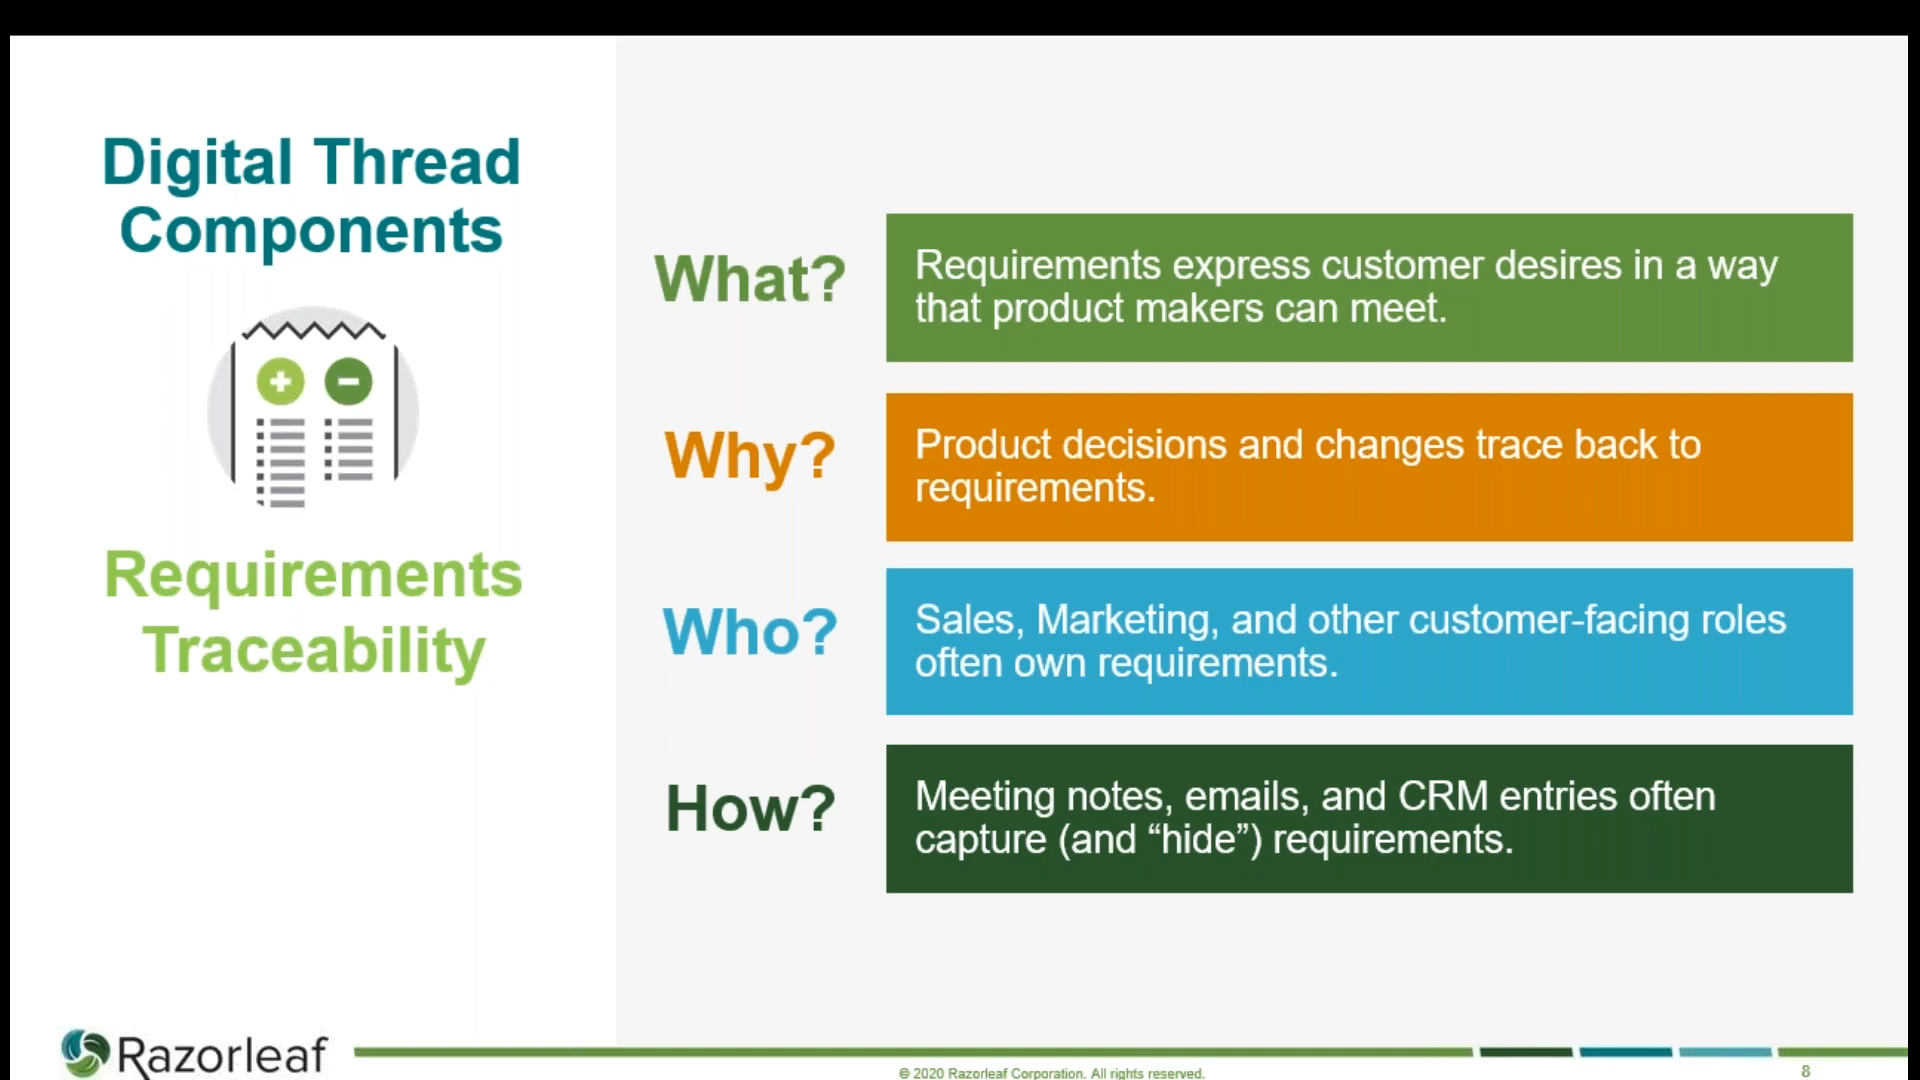 Digital Thread
Components
Requirements
Traceability
What?
Requirements express customer desires in a way
that product makers can meet.
Why?
Product decisions and changes trace back to
requirements.
Who?
Sales, Marketing, and other customer-facing roles
often own requirements.
How?
Meeting notes, emails, and CRM entries often
capture (and “hide”) requirements.
Razorleaf
© 2020 Razorleaf Corporation. All rights reserved.
8